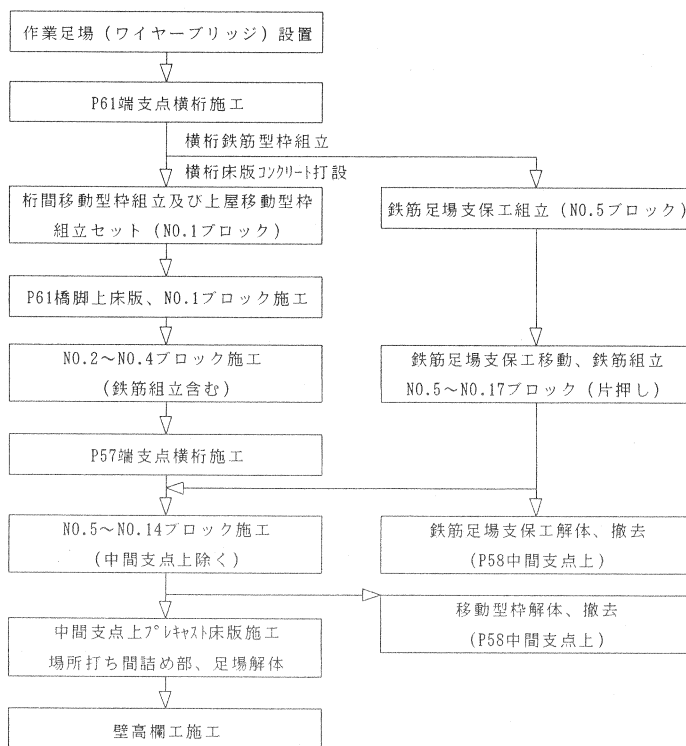 作業足場（ワイヤーブリッジ）設置
P61端支点横桁施工
横桁鉄筋型枠組立
横桁床版コンクリート打設
桁間移動型枠組立及び上屋移動型枠
組立セット（NO.1ブロック）
鉄筋足場支保工組立（NO.5ブロック）
P61橋脚上床版、NO.1ブロック施工
NO.2～NO.4ブロック施工
（鉄筋組立含む）
鉄筋足場支保工移動、鉄筋組立
NO.5～NO.17ブロック（片押し）
P57端支点横桁施工
NO.5～NO.14ブロック施工
（中間支点上除く）
鉄筋足場支保工解体、撤去
（P58中間支点上）
移動型枠解体、撤去
（P58中間支点上）
中間支点上プレキャスト床版施工
場所打ち間詰め部、足場解体
壁高欄工施工